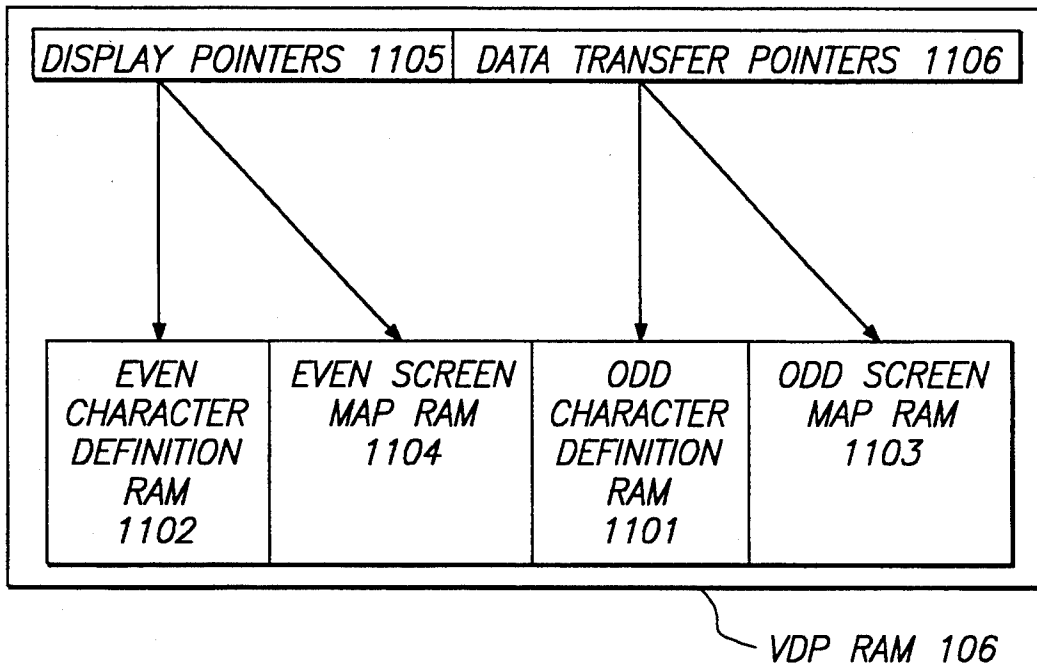 DISPLAY POINTERS 1105
DATA TRANSFER POINTERS 1106
EVEN
CHARACTER
DEFINITION
RAM
1102
EVEN SCREEN
MAP RAM
1104
ODD
CHARACTER
DEFINITION
RAM
1101
ODD SCREEN
MAP RAM
1103
VDP RAM 106